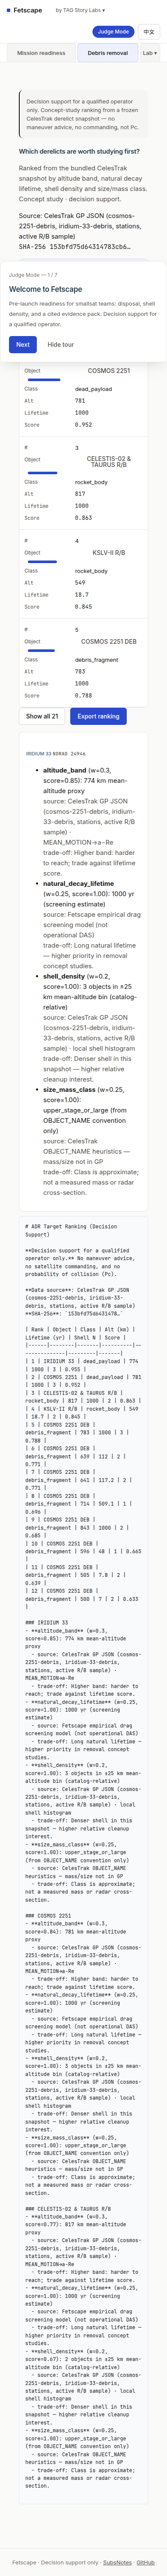 Fetscape
by TAG Story Labs ▾
Judge Mode
中文
Mission readiness
Debris removal
Lab ▾
Decision support for a qualified operator
only. Concept study ranking from a frozen
CelesTrak derelict snapshot — no
maneuver advice, no commanding, not Pc.
Which derelicts are worth studying first?
Ranked from the bundled CelesTrak
snapshot by altitude band, natural decay
lifetime, shell density and size/mass class.
Concept study · decision support.
Source: CelesTrak GP JSON (cosmos-
2251-debris, iridium-33-debris, stations,
active R/B sample)
SHA-256 153bfd75d64314783cb6…
Judge Mode — 1 / 7
Welcome to Fetscape
Pre-launch readiness for smallsat teams: disposal, shell
density, and a cited evidence pack. Decision support for
a qualified operator.
Next
Hide tour
Object
COSMOS 2251
Class
dead_payload
Alt
781
Lifetime
1000
Score
0.952
#
3
Object
CELESTIS-02 &
TAURUS R/B
Class
rocket_body
Alt
817
Lifetime
1000
Score
0.863
#
4
Object
KSLV-II R/B
Class
rocket_body
Alt
549
Lifetime
18.7
Score
0.845
#
5
Object
COSMOS 2251 DEB
Class
debris_fragment
Alt
783
Lifetime
1000
Score
0.788
Show all 21
Export ranking
IRIDIUM 33 NORAD 24946
• altitude_band (w=0.3,
score=0.85): 774 km mean-
altitude proxy
source: CelesTrak GP JSON
(cosmos-2251-debris, iridium-
33-debris, stations, active R/B
sample) ·
MEAN_MOTION→a−Re
trade-off: Higher band: harder
to reach; trade against lifetime
score.
• natural_decay_lifetime
(w=0.25, score=1.00): 1000 yr
(screening estimate)
source: Fetscape empirical drag
screening model (not
operational DAS)
trade-off: Long natural lifetime
— higher priority in removal
concept studies.
• shell_density (w=0.2,
score=1.00): 3 objects in ±25
km mean-altitude bin (catalog-
relative)
source: CelesTrak GP JSON
(cosmos-2251-debris, iridium-
33-debris, stations, active R/B
sample) · local shell histogram
trade-off: Denser shell in this
snapshot — higher relative
cleanup interest.
• size_mass_class (w=0.25,
score=1.00):
upper_stage_or_large (from
OBJECT_NAME convention
only)
source: CelesTrak
OBJECT_NAME heuristics —
mass/size not in GP
trade-off: Class is approximate;
not a measured mass or radar
cross-section.
# ADR Target Ranking (Decision
Support)
**Decision support for a qualified
operator only.** No maneuver advice,
no satellite commanding, and no
probability of collision (Pc).
**Data source**: CelesTrak GP JSON
(cosmos-2251-debris, iridium-33-
debris, stations, active R/B sample)
**SHA-256**: `153bfd75d6431478…`
| Rank | Object | Class | Alt (km) |
Lifetime (yr) | Shell N | Score |
|------|--------|-------|----------|--
-------------|---------|-------|
| 1 | IRIDIUM 33 | dead_payload | 774
| 1000 | 3 | 0.955 |
| 2 | COSMOS 2251 | dead_payload | 781
| 1000 | 3 | 0.952 |
| 3 | CELESTIS-02 & TAURUS R/B |
rocket_body | 817 | 1000 | 2 | 0.863 |
| 4 | KSLV-II R/B | rocket_body | 549
| 18.7 | 2 | 0.845 |
| 5 | COSMOS 2251 DEB |
debris_fragment | 783 | 1000 | 3 |
0.788 |
| 6 | COSMOS 2251 DEB |
debris_fragment | 639 | 112 | 2 |
0.771 |
| 7 | COSMOS 2251 DEB |
debris_fragment | 641 | 117.2 | 2 |
0.771 |
| 8 | COSMOS 2251 DEB |
debris_fragment | 714 | 509.1 | 1 |
0.696 |
| 9 | COSMOS 2251 DEB |
debris_fragment | 843 | 1000 | 2 |
0.685 |
| 10 | COSMOS 2251 DEB |
debris_fragment | 596 | 48 | 1 | 0.665
|
| 11 | COSMOS 2251 DEB |
debris_fragment | 505 | 7.8 | 2 |
0.639 |
| 12 | COSMOS 2251 DEB |
debris_fragment | 500 | 7 | 2 | 0.633
|
### IRIDIUM 33
- **altitude_band** (w=0.3,
score=0.85): 774 km mean-altitude
proxy
- source: CelesTrak GP JSON (cosmos-
2251-debris, iridium-33-debris,
stations, active R/B sample) ·
MEAN_MOTION→a−Re
- trade-off: Higher band: harder to
reach; trade against lifetime score.
- **natural_decay_lifetime** (w=0.25,
score=1.00): 1000 yr (screening
estimate)
- source: Fetscape empirical drag
screening model (not operational DAS)
- trade-off: Long natural lifetime —
higher priority in removal concept
studies.
- **shell_density** (w=0.2,
score=1.00): 3 objects in ±25 km mean-
altitude bin (catalog-relative)
- source: CelesTrak GP JSON (cosmos-
2251-debris, iridium-33-debris,
stations, active R/B sample) · local
shell histogram
- trade-off: Denser shell in this
snapshot — higher relative cleanup
interest.
- **size_mass_class** (w=0.25,
score=1.00): upper_stage_or_large
(from OBJECT_NAME convention only)
- source: CelesTrak OBJECT_NAME
heuristics — mass/size not in GP
- trade-off: Class is approximate;
not a measured mass or radar cross-
section.
### COSMOS 2251
- **altitude_band** (w=0.3,
score=0.84): 781 km mean-altitude
proxy
- source: CelesTrak GP JSON (cosmos-
2251-debris, iridium-33-debris,
stations, active R/B sample) ·
MEAN_MOTION→a−Re
- trade-off: Higher band: harder to
reach; trade against lifetime score.
- **natural_decay_lifetime** (w=0.25,
score=1.00): 1000 yr (screening
estimate)
- source: Fetscape empirical drag
screening model (not operational DAS)
- trade-off: Long natural lifetime —
higher priority in removal concept
studies.
- **shell_density** (w=0.2,
score=1.00): 3 objects in ±25 km mean-
altitude bin (catalog-relative)
- source: CelesTrak GP JSON (cosmos-
2251-debris, iridium-33-debris,
stations, active R/B sample) · local
shell histogram
- trade-off: Denser shell in this
snapshot — higher relative cleanup
interest.
- **size_mass_class** (w=0.25,
score=1.00): upper_stage_or_large
(from OBJECT_NAME convention only)
- source: CelesTrak OBJECT_NAME
heuristics — mass/size not in GP
- trade-off: Class is approximate;
not a measured mass or radar cross-
section.
### CELESTIS-02 & TAURUS R/B
- **altitude_band** (w=0.3,
score=0.77): 817 km mean-altitude
proxy
- source: CelesTrak GP JSON (cosmos-
2251-debris, iridium-33-debris,
stations, active R/B sample) ·
MEAN_MOTION→a−Re
- trade-off: Higher band: harder to
reach; trade against lifetime score.
- **natural_decay_lifetime** (w=0.25,
score=1.00): 1000 yr (screening
estimate)
- source: Fetscape empirical drag
screening model (not operational DAS)
- trade-off: Long natural lifetime —
higher priority in removal concept
studies.
- **shell_density** (w=0.2,
score=0.67): 2 objects in ±25 km mean-
altitude bin (catalog-relative)
- source: CelesTrak GP JSON (cosmos-
2251-debris, iridium-33-debris,
stations, active R/B sample) · local
shell histogram
- trade-off: Denser shell in this
snapshot — higher relative cleanup
interest.
- **size_mass_class** (w=0.25,
score=1.00): upper_stage_or_large
(from OBJECT_NAME convention only)
- source: CelesTrak OBJECT_NAME
heuristics — mass/size not in GP
- trade-off: Class is approximate;
not a measured mass or radar cross-
section.
Fetscape · Decision support only · SubsNotes · GitHub